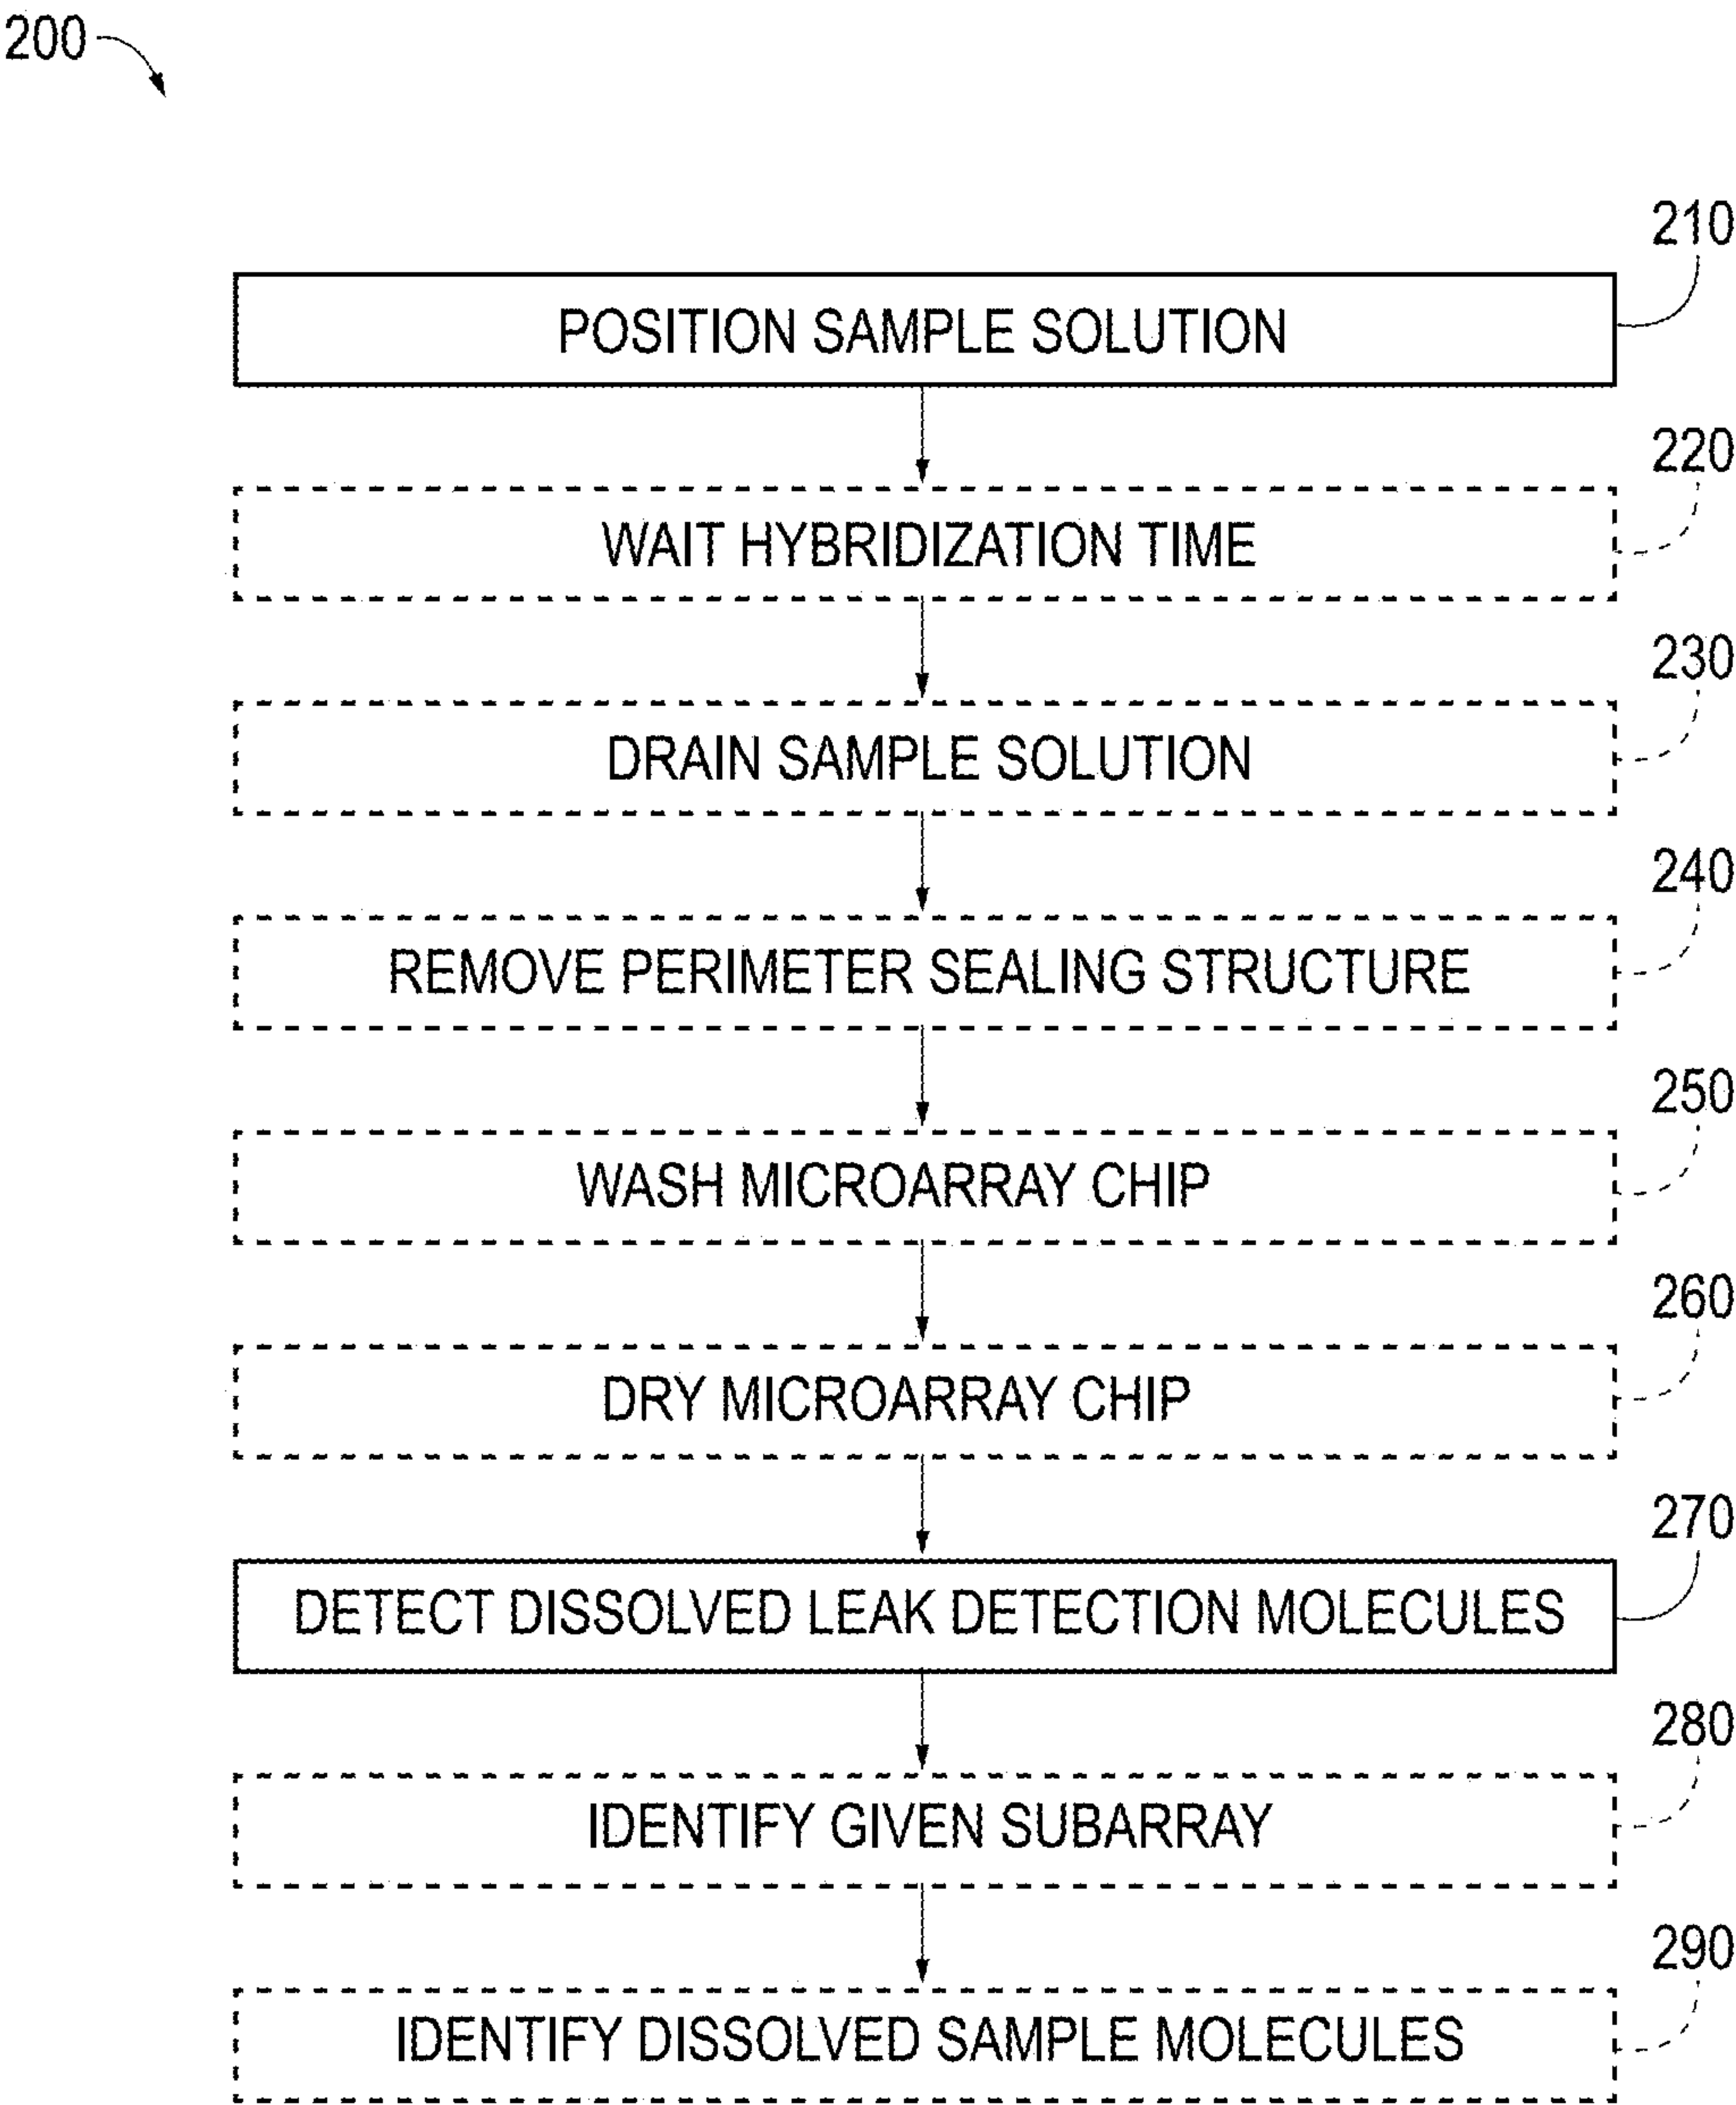 200
210
POSITION SAMPLE SOLUTION
220
WAIT HYBRIDIZATION TIME
230
DRAIN SAMPLE SOLUTION
240
REMOVE PERIMETER SEALING STRUCTURE
250
WASH MICROARRAY CHIP
260
DRY MICROARRAY CHIP
270
DETECT DISSOLVED LEAK DETECTION MOLECULES
280
IDENTIFY GIVEN SUBARRAY
290
IDENTIFY DISSOLVED SAMPLE MOLECULES